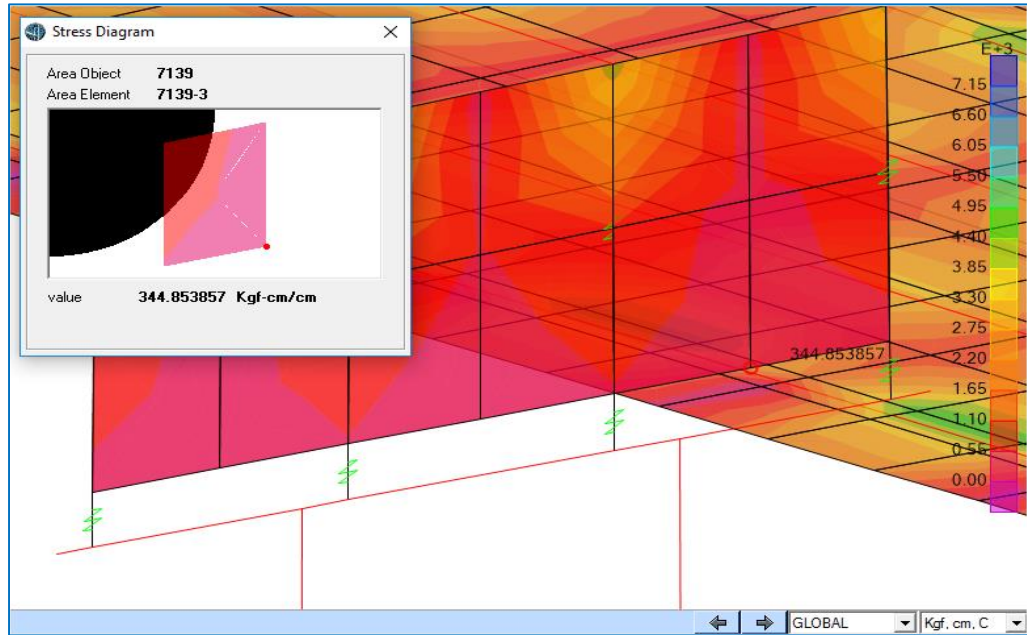 Stress Diagram
Area Object 7139
Area Element 7139-3
value 344.853857 Kgf-cm/cm
344.853857
E+3
7.15
6.60
6.05
5.50
4.95
4.40
3.85
3.30
2.75
2.20
1.65
1.10
0.55
0.00
GLOBAL
Kgf, cm, C